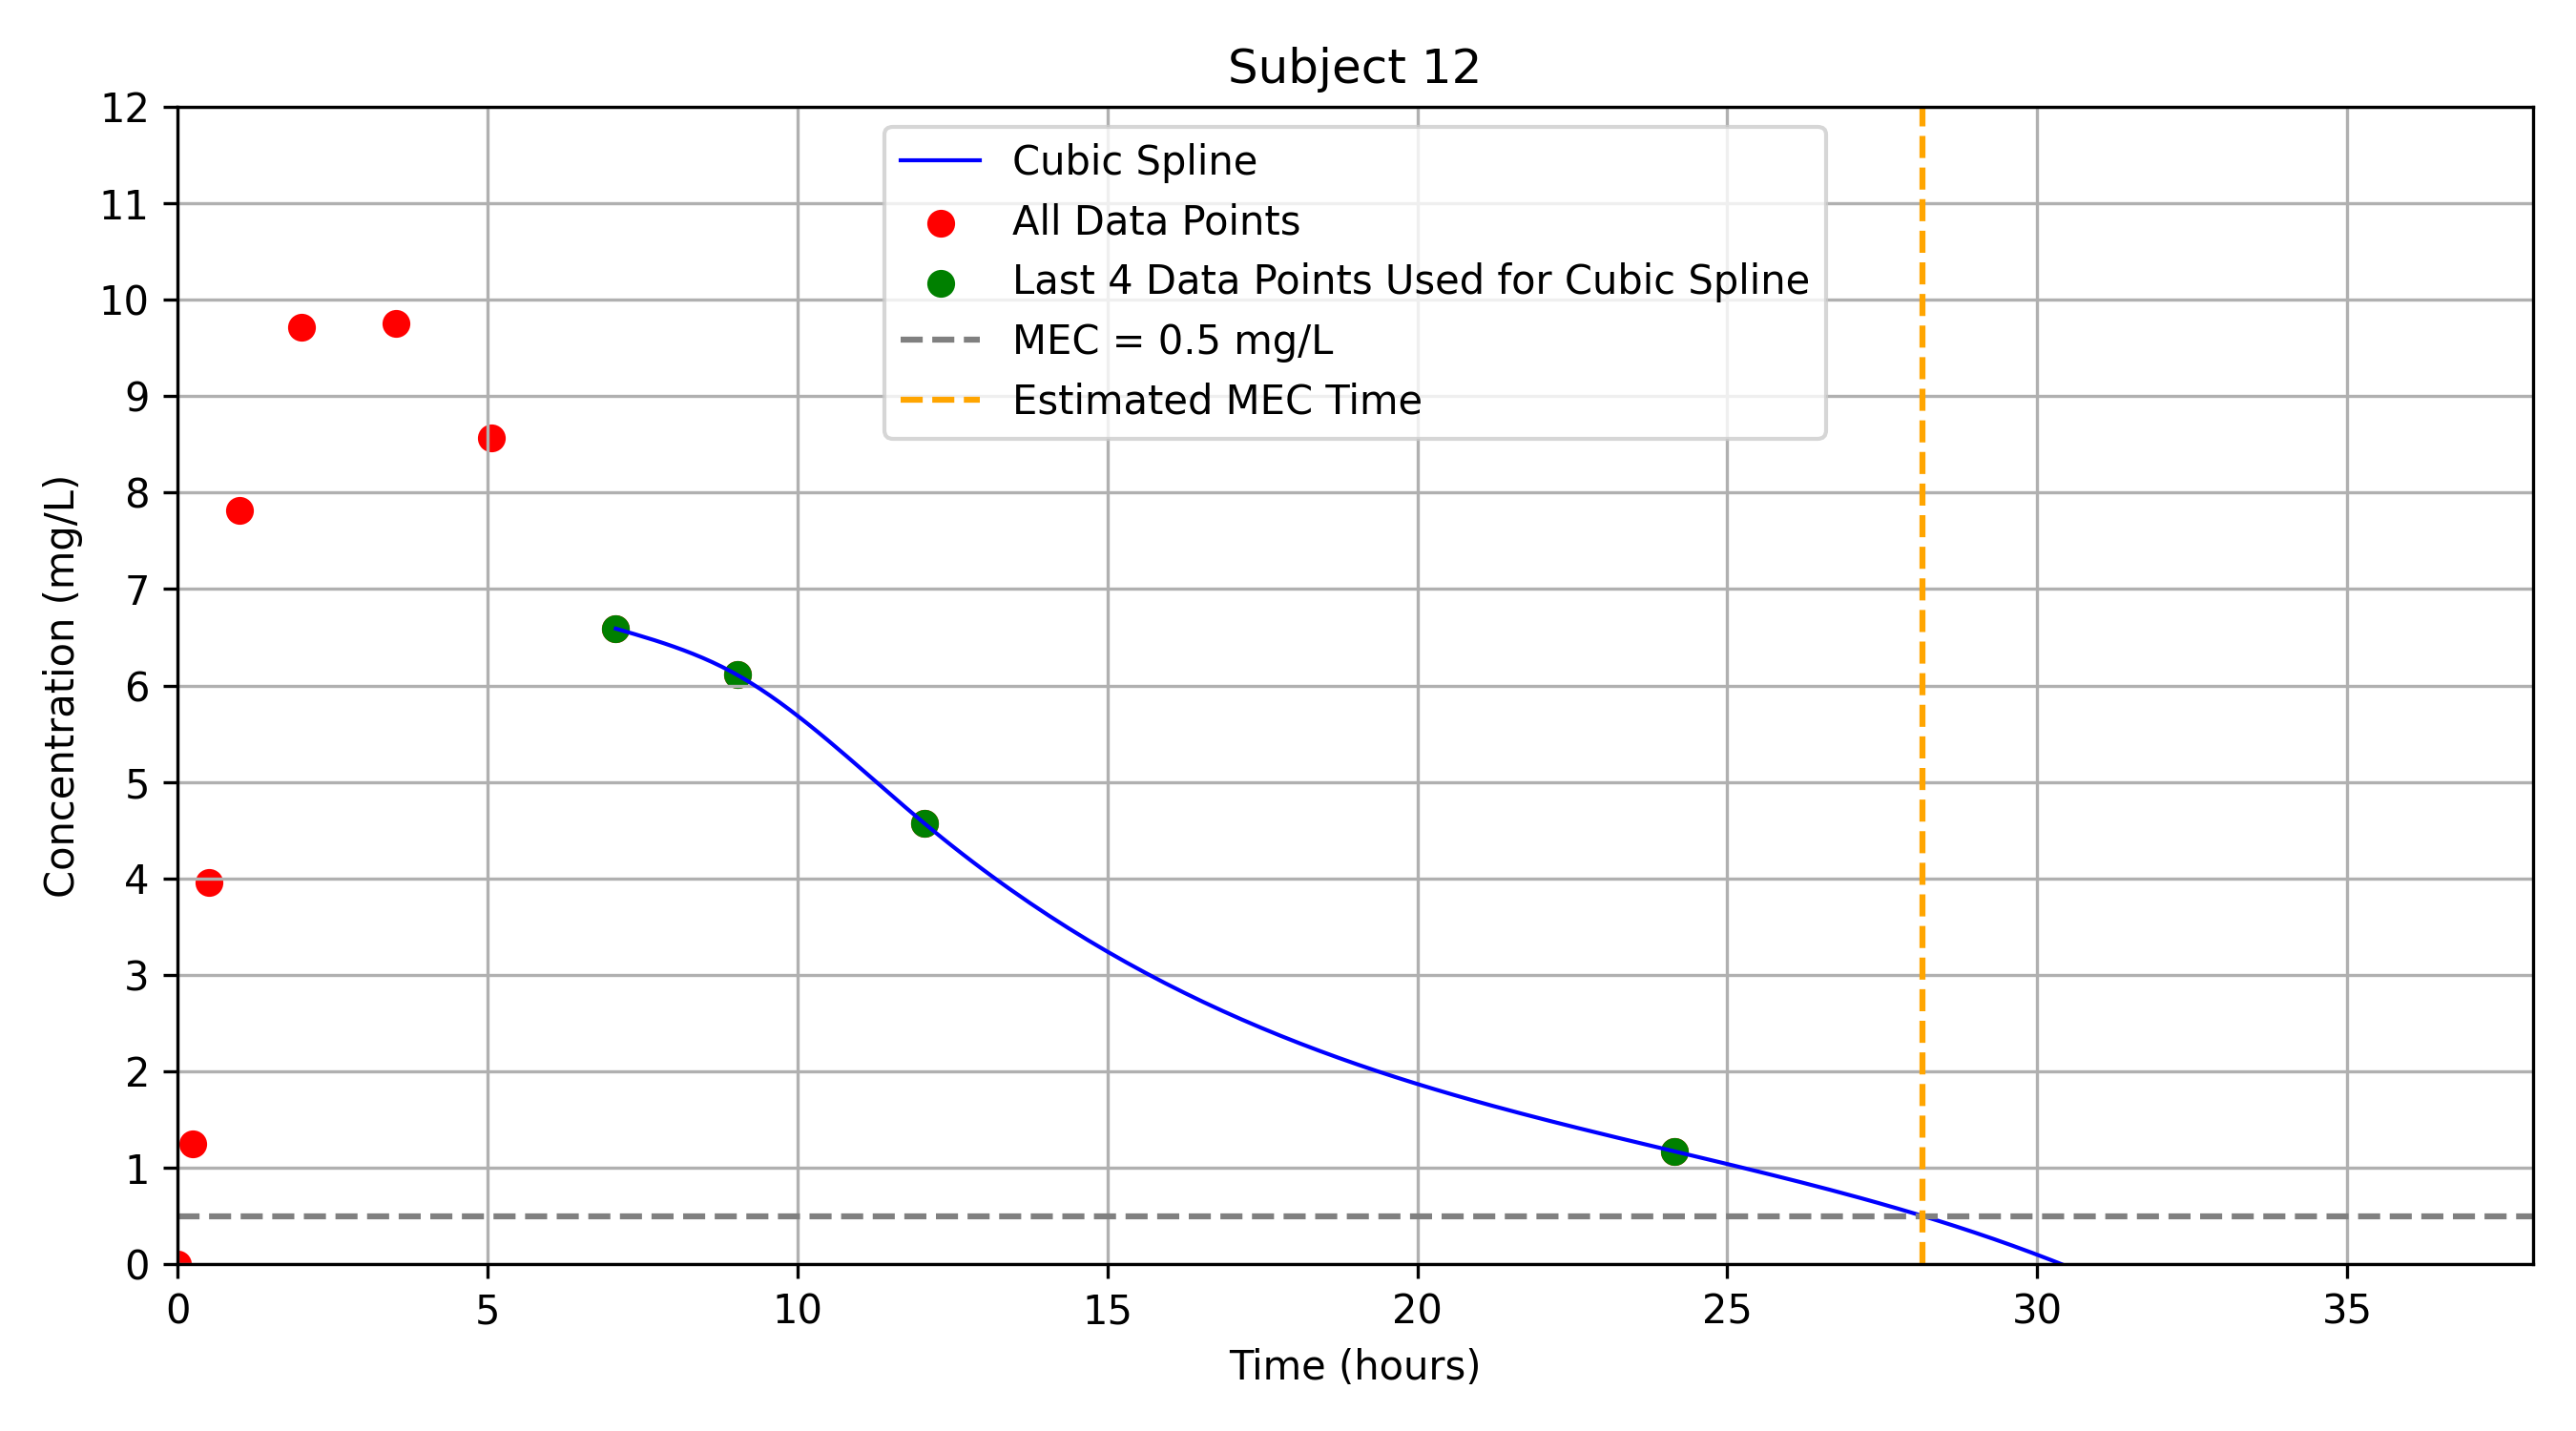 Subject 12
Cubic Spline
All Data Points
Last 4 Data Points Used for Cubic Spline
MEC = 0.5 mg/L
Estimated MEC Time
Concentration (mg/L)
12
11
10
9
8
7
6
5
4
3
2
1
0
0 5 10 15 20 25 30 35
Time (hours)